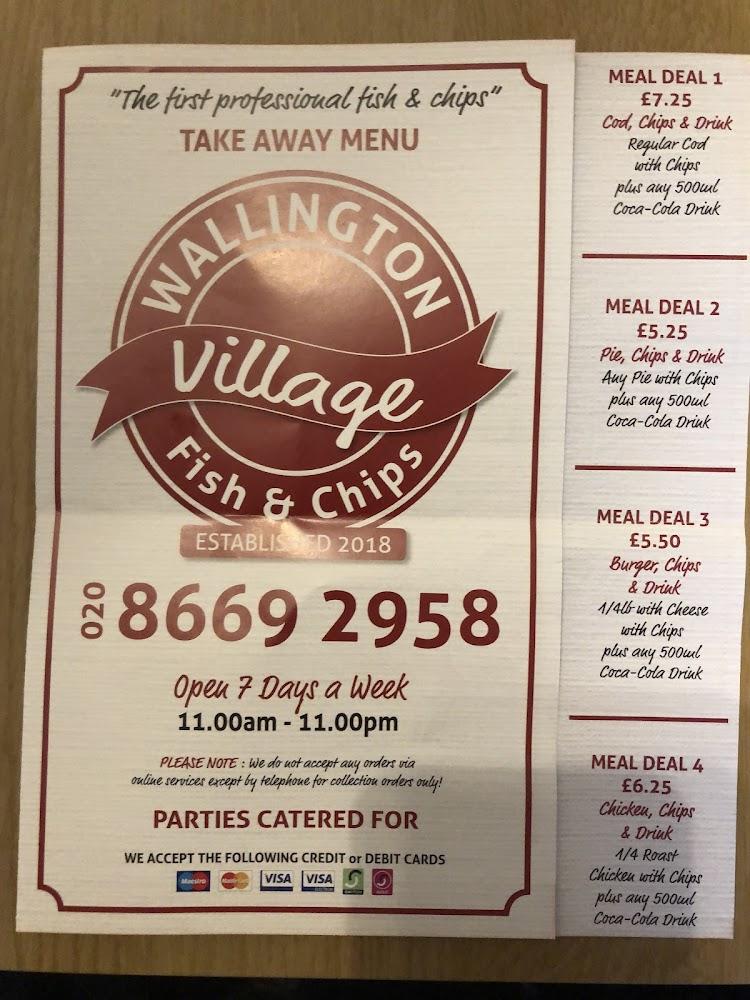 "The first professional fish & chips"
TAKE AWAY MENU
WALLINGTON
Village
Fish & Chips
ESTABLISHED 2018
020 8669 2958
Open 7 Days a Week
11.00am - 11.00pm
PLEASE NOTE : We do not accept any orders via
online services except by telephone for collection orders only!
PARTIES CATERED FOR
WE ACCEPT THE FOLLOWING CREDIT or DEBIT CARDS
Maestro MasterCard VISA VISA
MEAL DEAL 1
£7.25
Cod, Chips & Drink
Regular Cod
with Chips
plus any 500ml
Coca-Cola Drink
MEAL DEAL 2
£5.25
Pie, Chips & Drink
Any Pie with Chips
plus any 500ml
Coca-Cola Drink
MEAL DEAL 3
£5.50
Burger, Chips
& Drink
1/4lb with Cheese
with Chips
plus any 500ml
Coca-Cola Drink
MEAL DEAL 4
£6.25
Chicken, Chips
& Drink
1/4 Roast
Chicken with Chips
plus any 500ml
Coca-Cola Drink